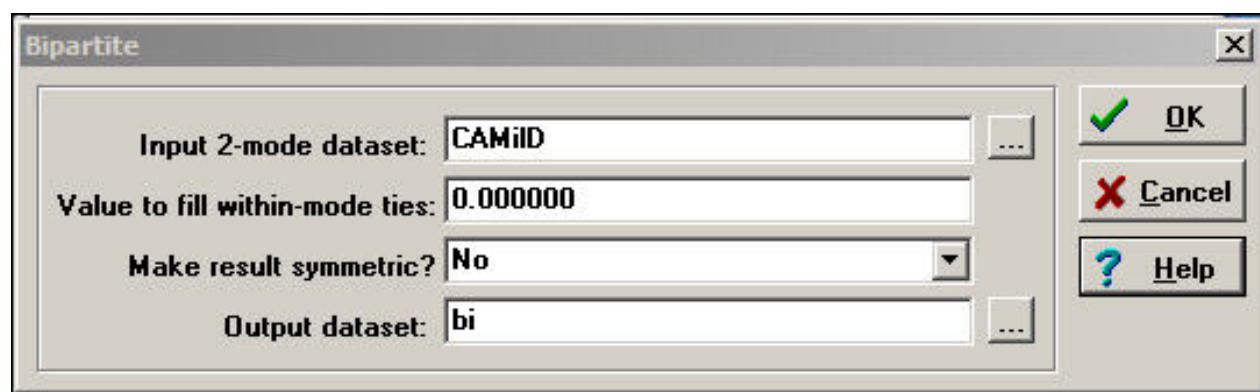 Bipartite
Input 2-mode dataset: CAMilD ...
Value to fill within-mode ties: 0.000000
Make result symmetric? No
Output dataset: bi ...
OK
Cancel
Help